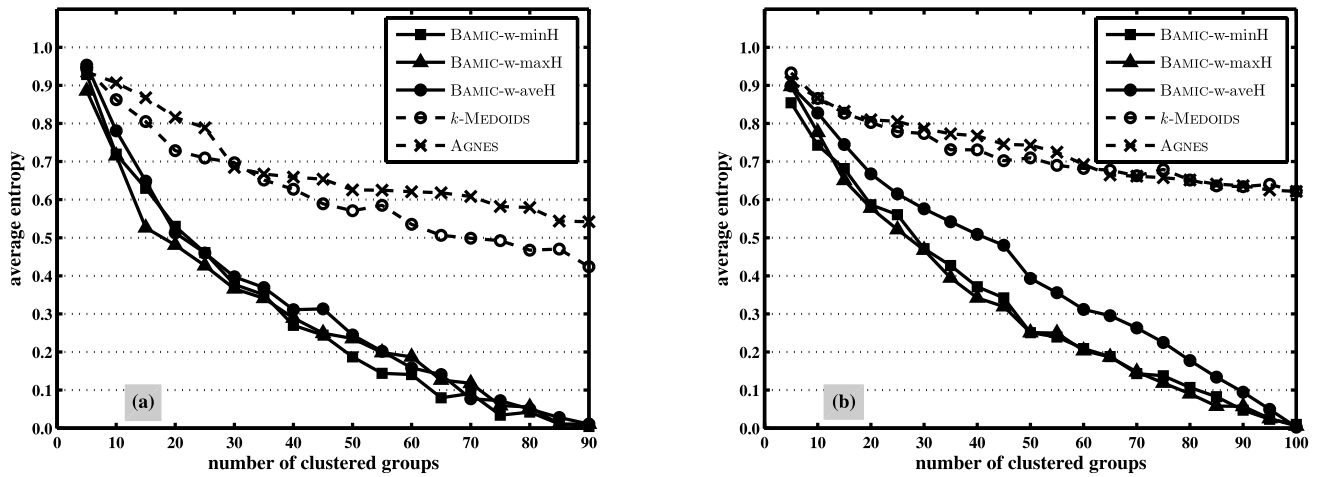 average entropy
1.0
0.9
0.8
0.7
0.6
0.5
0.4
0.3
0.2
0.1
0.0
0 10 20 30 40 50 60 70 80 90
number of clustered groups
BAMIC-w-minH
BAMIC-w-maxH
BAMIC-w-aveH
k-MEDOIDS
AGNES
(a)
average entropy
1.0
0.9
0.8
0.7
0.6
0.5
0.4
0.3
0.2
0.1
0.0
0 10 20 30 40 50 60 70 80 90 100
number of clustered groups
BAMIC-w-minH
BAMIC-w-maxH
BAMIC-w-aveH
k-MEDOIDS
AGNES
(b)